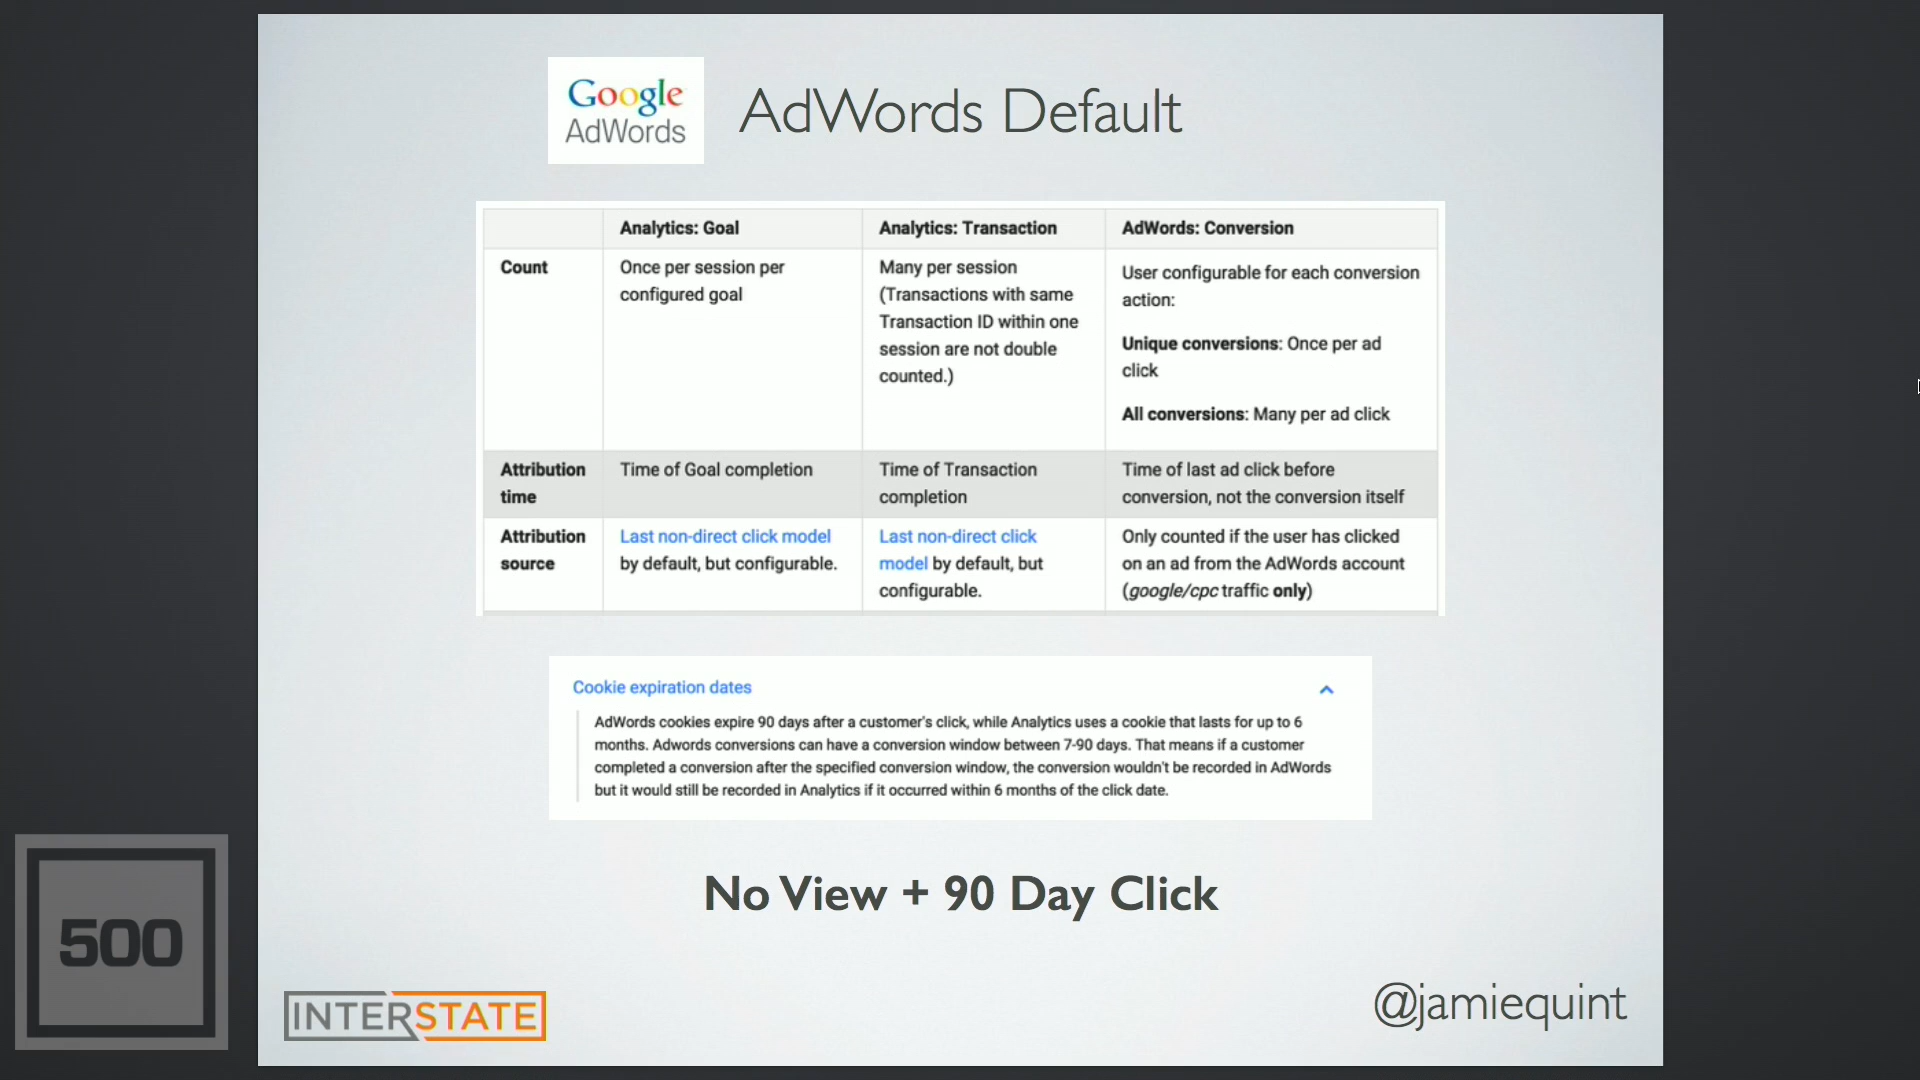 Google
AdWords
AdWords Default
Analytics: Goal
Analytics: Transaction
AdWords: Conversion
Count
Once per session per
configured goal
Many per session
(Transactions with same
Transaction ID within one
session are not double
counted.)
User configurable for each conversion
action:
Unique conversions: Once per ad
click
All conversions: Many per ad click
Attribution
time
Time of Goal completion
Time of Transaction
completion
Time of last ad click before
conversion, not the conversion itself
Attribution
source
Last non-direct click model
by default, but configurable.
Last non-direct click
model by default, but
configurable.
Only counted if the user has clicked
on an ad from the AdWords account
(google/cpc traffic only)
Cookie expiration dates
AdWords cookies expire 90 days after a customer's click, while Analytics uses a cookie that lasts for up to 6
months. Adwords conversions can have a conversion window between 7-90 days. That means if a customer
completed a conversion after the specified conversion window, the conversion wouldn't be recorded in AdWords
but it would still be recorded in Analytics if it occurred within 6 months of the click date.
No View + 90 Day Click
500
INTERSTATE
@jamiequint